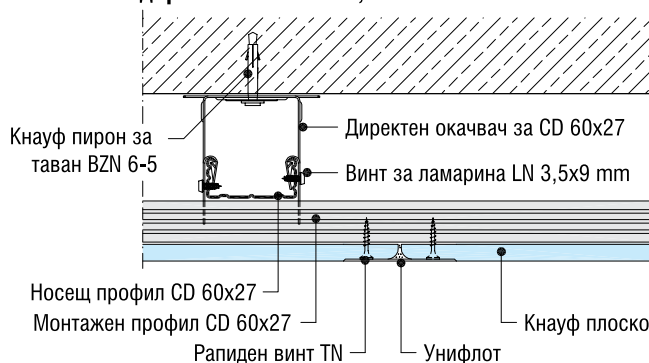 Кнауф пирон за
таван BZN 6-5
Директен окачвач за CD 60x27
Винт за ламарина LN 3,5x9 mm
Носещ профил CD 60x27
Монтажен профил CD 60x27
Кнауф плоско
Рапиден винт TN
Унифлот